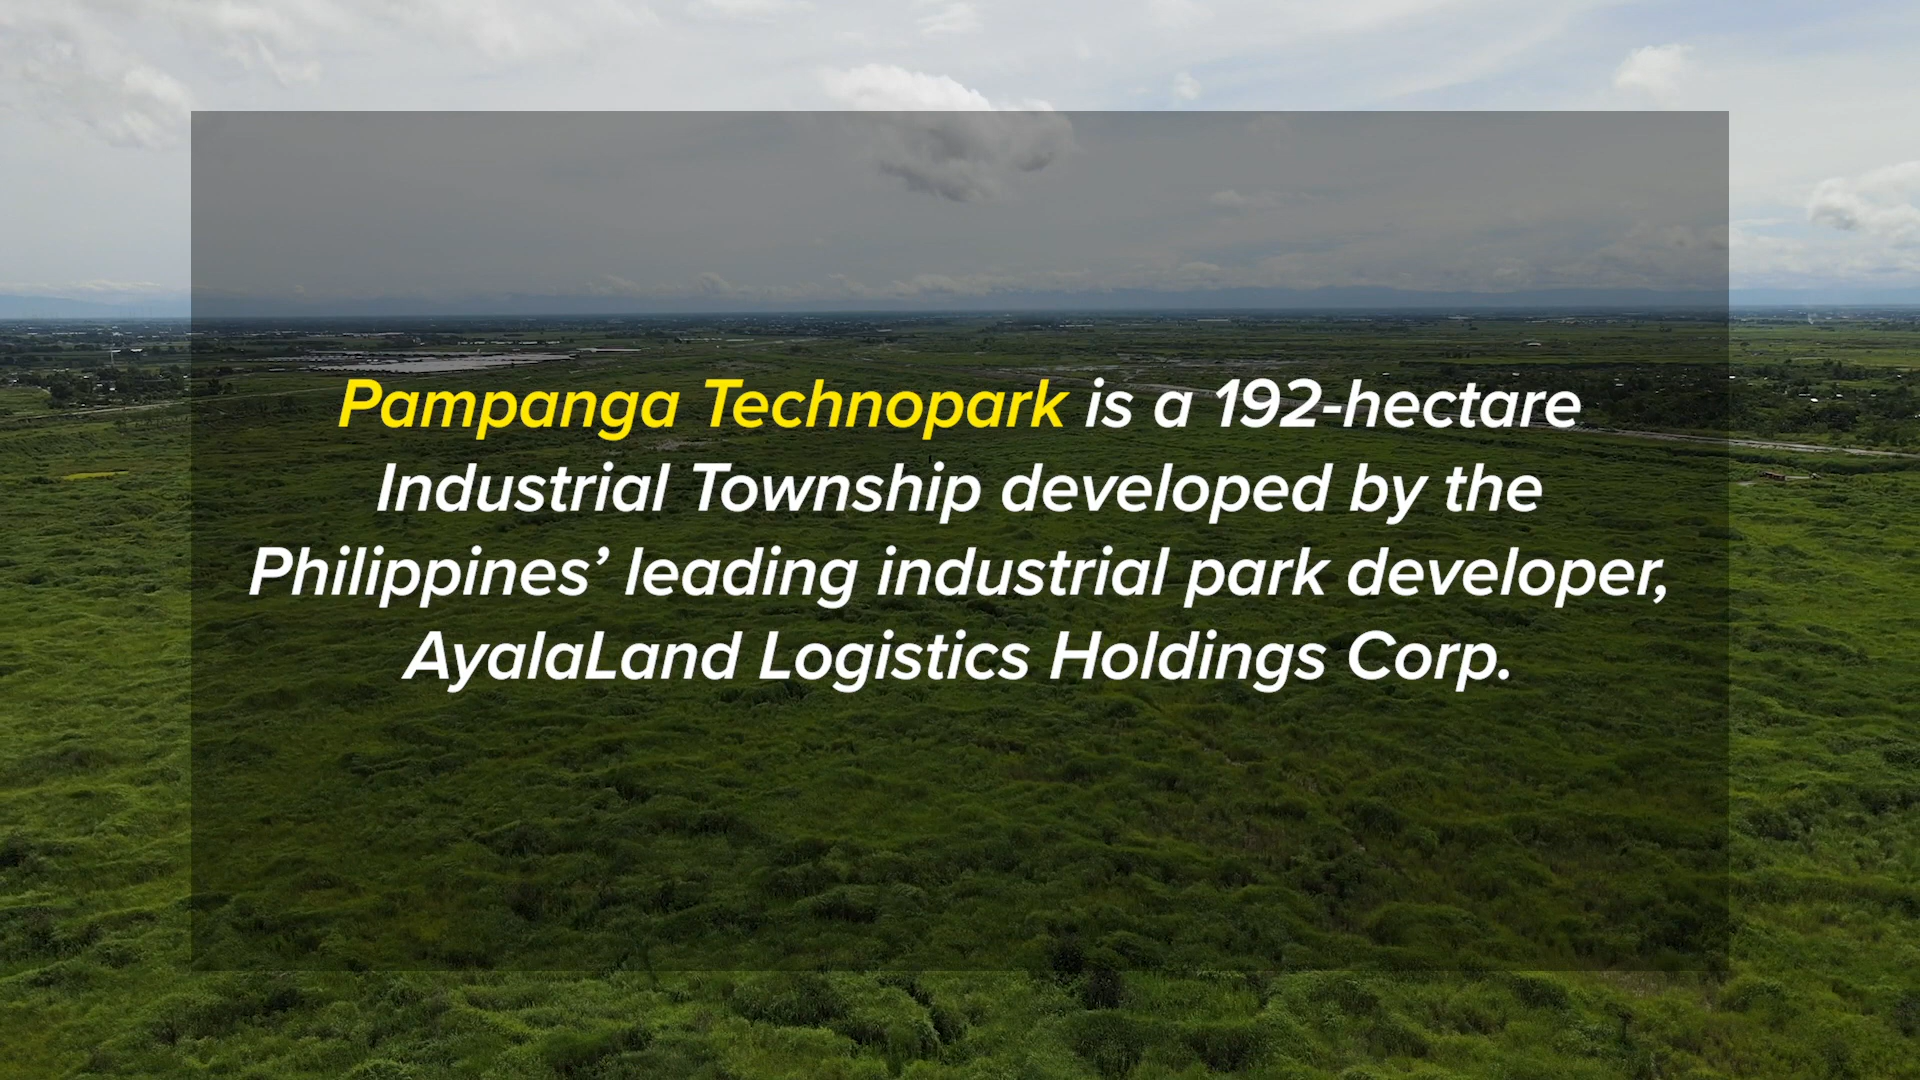 Pampanga Technopark is a 192-hectare
Industrial Township developed by the
Philippines’ leading industrial park developer,
AyalaLand Logistics Holdings Corp.